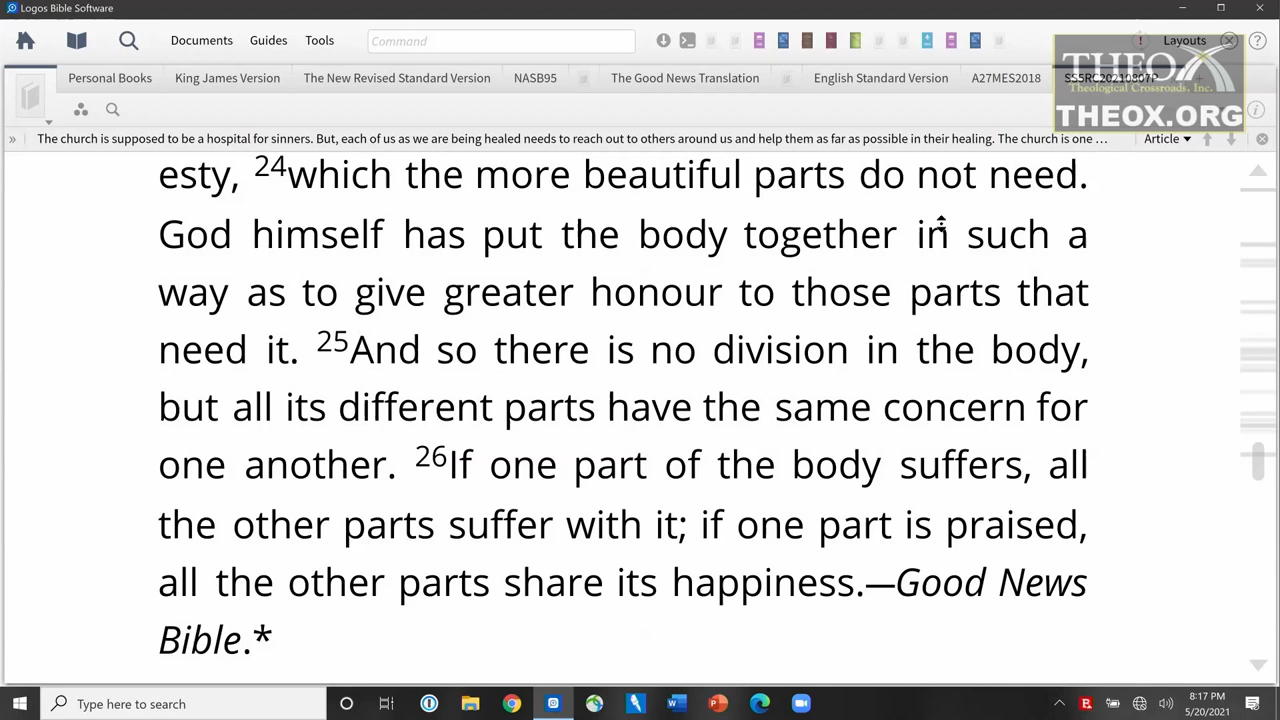 Logos Bible Software
Documents Guides Tools Command Layouts
Personal Books King James Version The New Revised Standard Version NASB95 The Good News Translation English Standard Version A27MES2018
THEOX
Theological Crossroads, Inc.
THEOX.ORG
The church is supposed to be a hospital for sinners. But, each of us as we are being healed needs to reach out to others around us and help them as far as possible in their healing. The church is one ... Article
esty, 24which the more beautiful parts do not need.
God himself has put the body together in such a
way as to give greater honour to those parts that
need it. 25And so there is no division in the body,
but all its different parts have the same concern for
one another. 26If one part of the body suffers, all
the other parts suffer with it; if one part is praised,
all the other parts share its happiness.—Good News
Bible.*
Type here to search
8:17 PM
5/20/2021